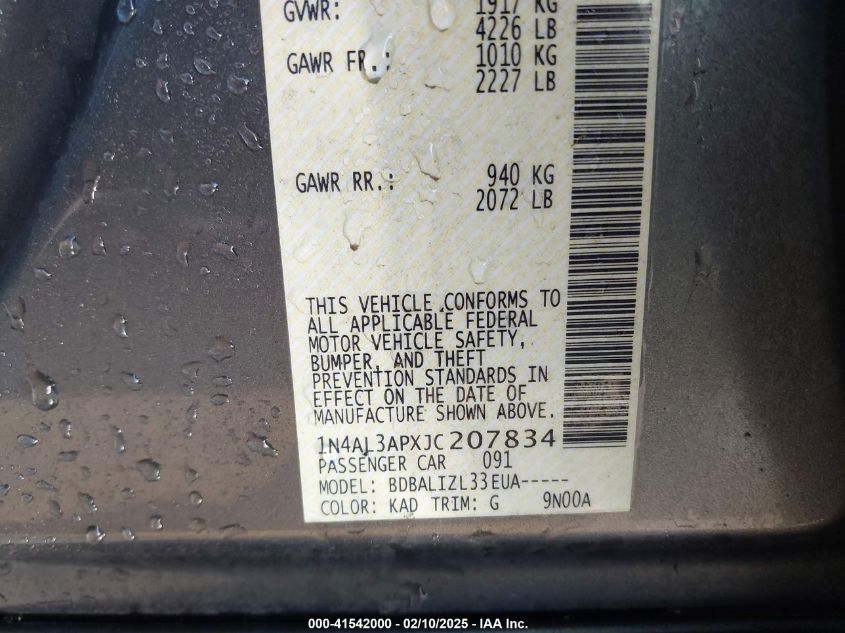 GVWR: 1917 KG
4226 LB
GAWR FR.: 1010 KG
2227 LB
GAWR RR.: 940 KG
2072 LB
THIS VEHICLE CONFORMS TO
ALL APPLICABLE FEDERAL
MOTOR VEHICLE SAFETY,
BUMPER, AND THEFT
PREVENTION STANDARDS IN
EFFECT ON THE DATE OF
MANUFACTURE SHOWN ABOVE.
1N4AL3APXJC207834
PASSENGER CAR 091
MODEL: BDBALIZL33EUA-----
COLOR: KAD TRIM: G 9N00A
000-41542000 — 02/10/2025 — IAA Inc.